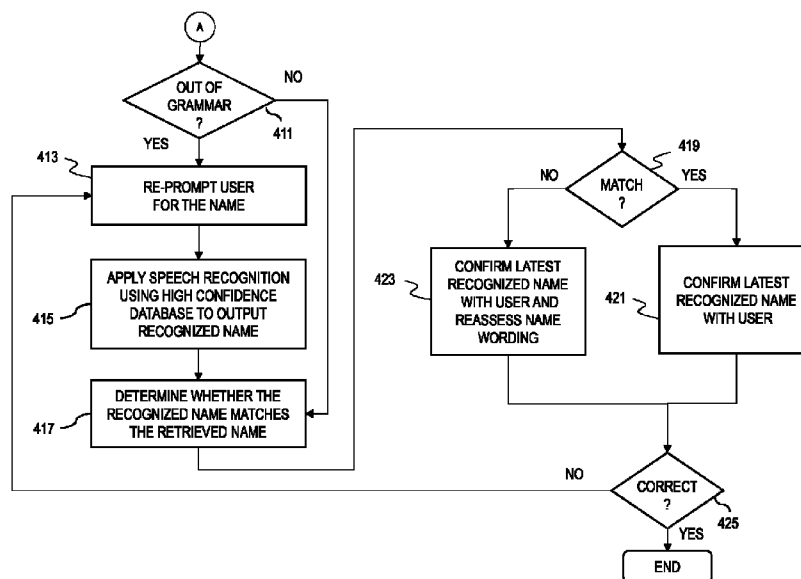 A
OUT OF
GRAMMAR
?
NO
411
YES
413
RE-PROMPT USER
FOR THE NAME
APPLY SPEECH RECOGNITION
USING HIGH CONFIDENCE
DATABASE TO OUTPUT
RECOGNIZED NAME
415
DETERMINE WHETHER THE
RECOGNIZED NAME MATCHES
THE RETRIEVED NAME
417
419
MATCH
?
NO
YES
423
CONFIRM LATEST
RECOGNIZED NAME
WITH USER AND
REASSESS NAME
WORDING
421
CONFIRM LATEST
RECOGNIZED NAME
WITH USER
NO
CORRECT
?
425
YES
END